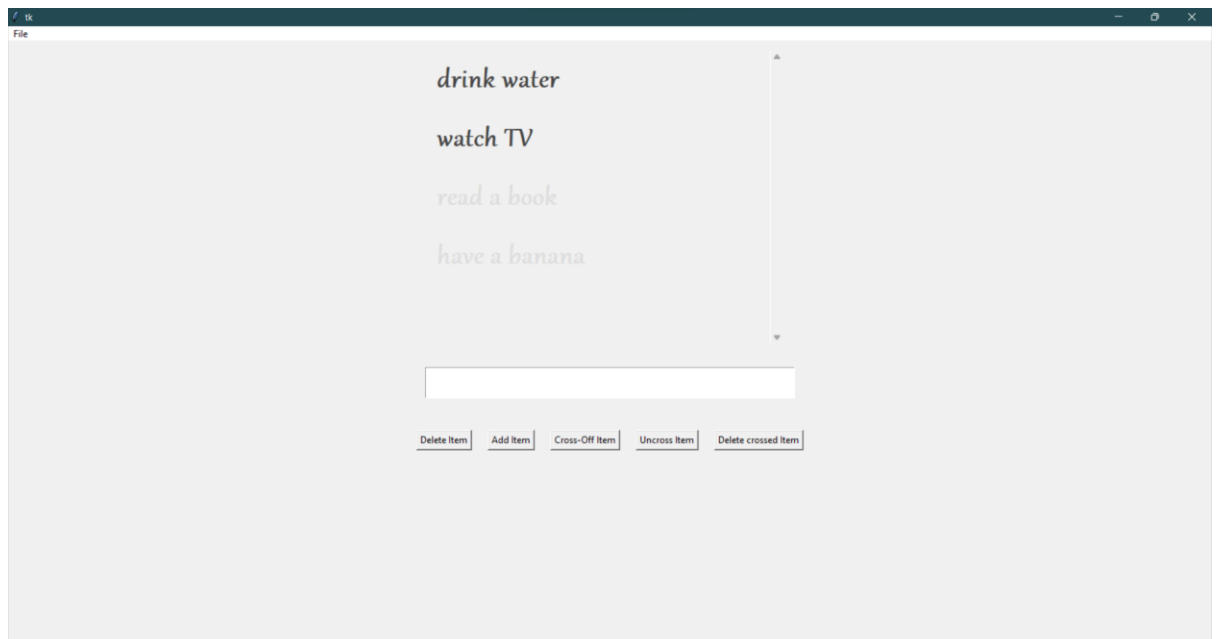 tk
File
drink water
watch TV
read a book
have a banana
Delete Item Add Item Cross-Off Item Uncross Item Delete crossed Item